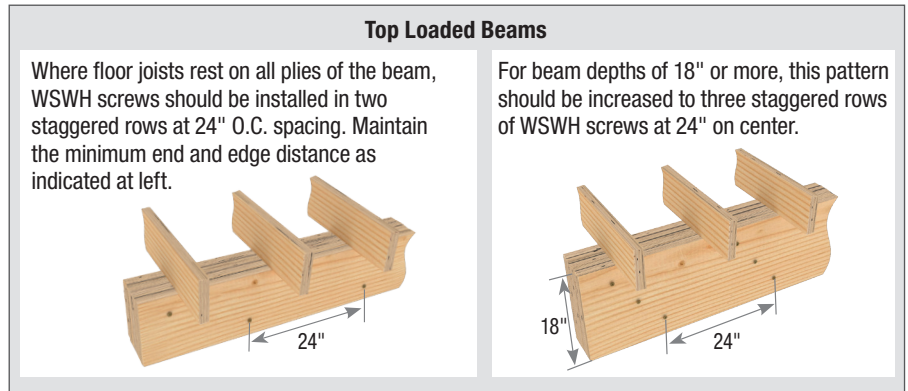 Top Loaded Beams
Where floor joists rest on all plies of the beam,
WSWH screws should be installed in two
staggered rows at 24" O.C. spacing. Maintain
the minimum end and edge distance as
indicated at left.
24"
For beam depths of 18" or more, this pattern
should be increased to three staggered rows
of WSWH screws at 24" on center.
18"
24"